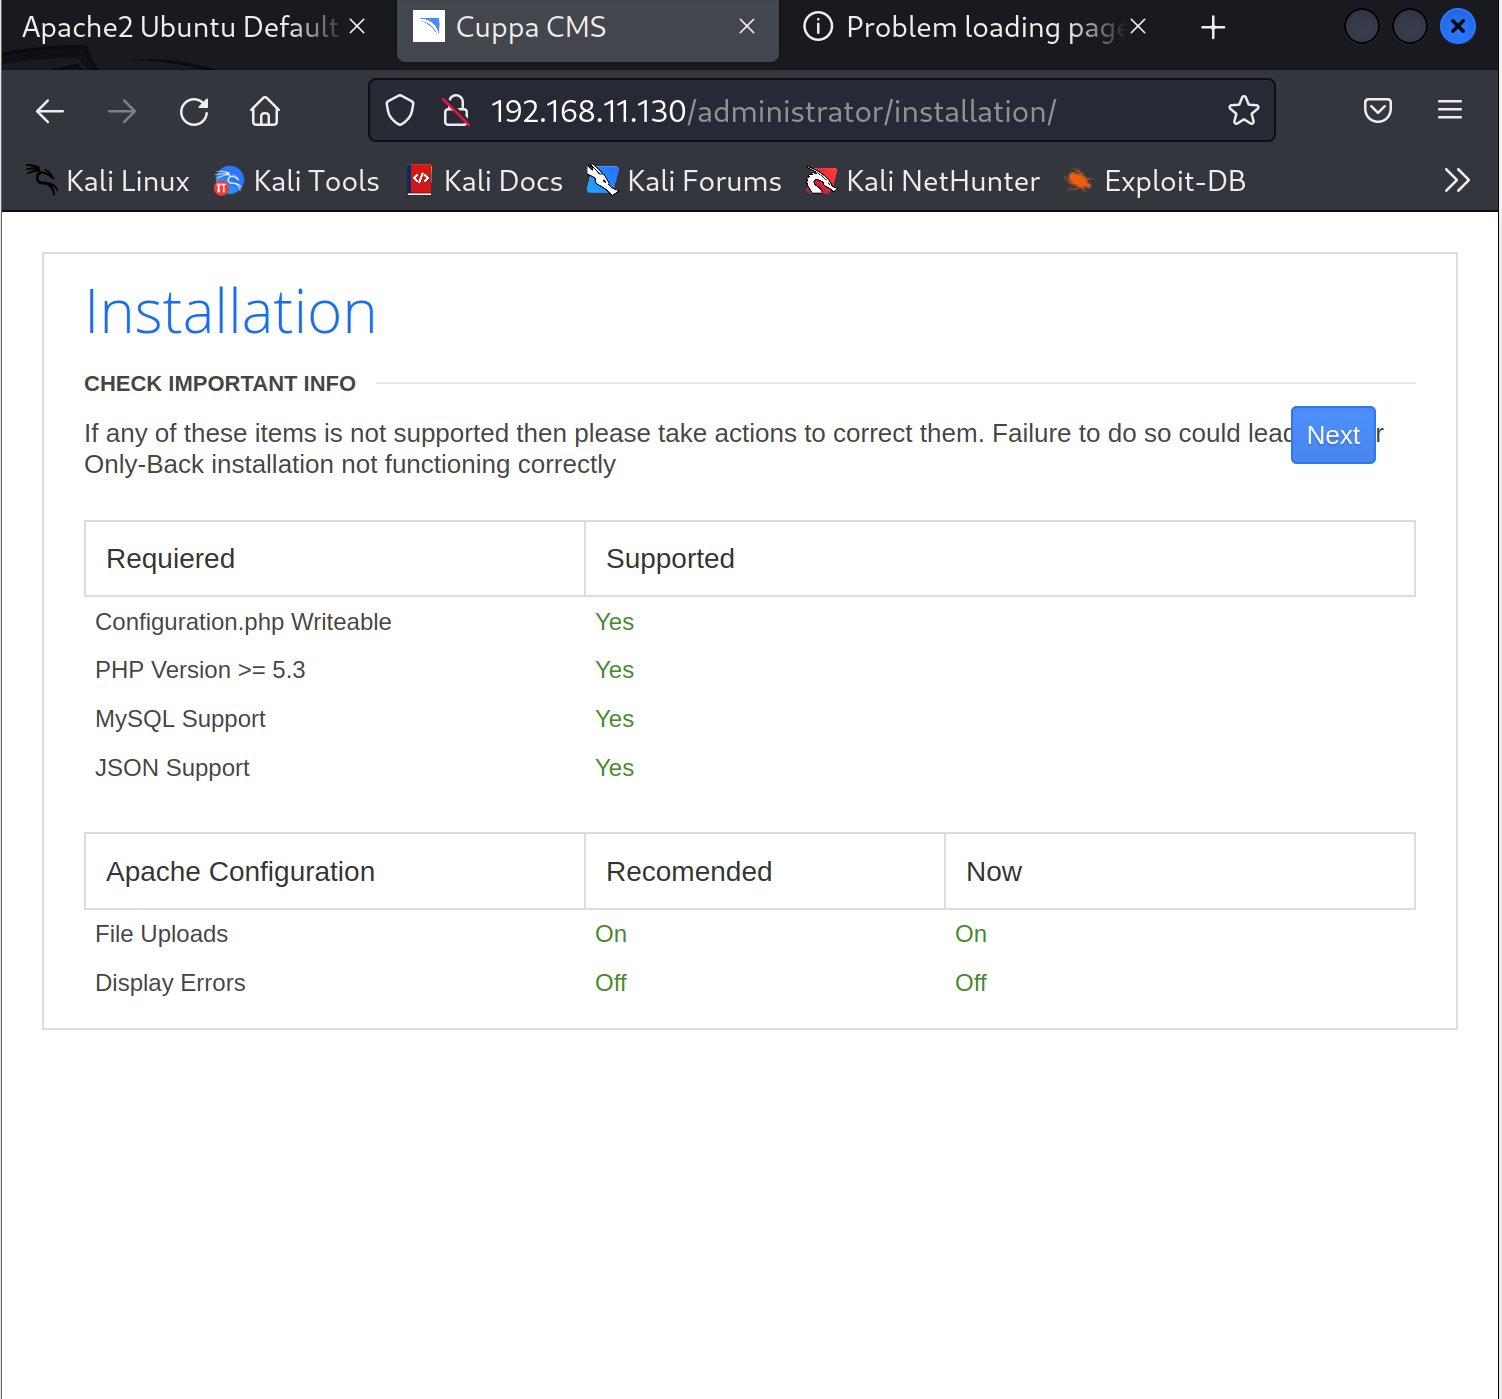 Apache2 Ubuntu Default
Cuppa CMS
Problem loading page
192.168.11.130/administrator/installation/
Kali Linux
Kali Tools
Kali Docs
Kali Forums
Kali NetHunter
Exploit-DB
Installation
CHECK IMPORTANT INFO
If any of these items is not supported then please take actions to correct them. Failure to do so could lead
Next
Only-Back installation not functioning correctly
Requiered Supported
Configuration.php Writeable Yes
PHP Version >= 5.3 Yes
MySQL Support Yes
JSON Support Yes
Apache Configuration Recomended Now
File Uploads On On
Display Errors Off Off